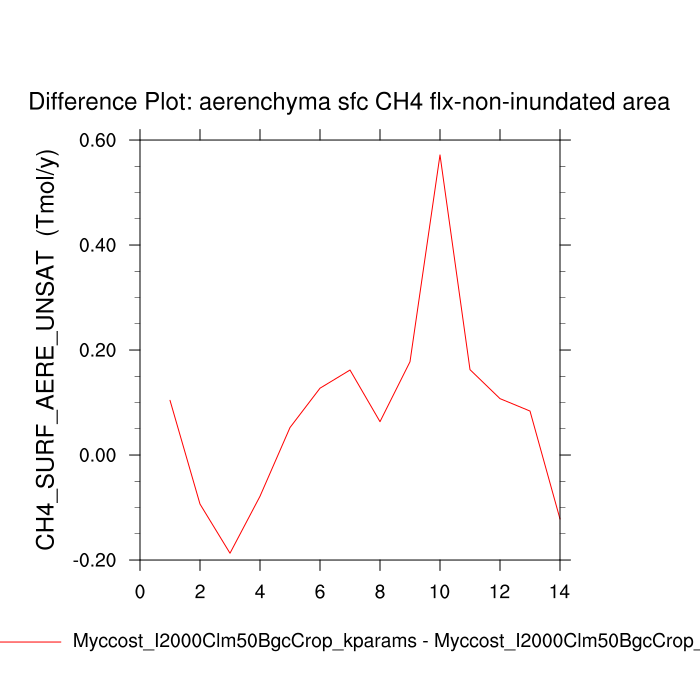 Difference Plot: aerenchyma sfc CH4 flx-non-inundated area
CH4_SURF_AERE_UNSAT (Tmol/y)
0.60
0.40
0.20
0.00
-0.20
0 2 4 6 8 10 12 14
Myccost_I2000Clm50BgcCrop_kparams - Myccost_I2000Clm50BgcCrop_